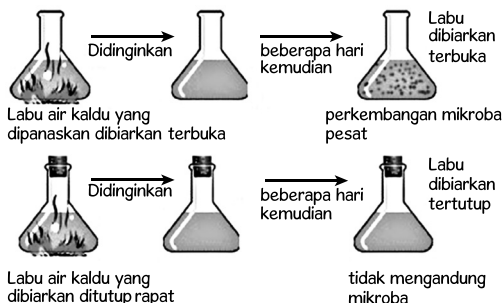 Didinginkan
beberapa hari
kemudian
Labu
dibiarkan
terbuka
Labu air kaldu yang
dipanaskan dibiarkan terbuka
perkembangan mikroba
pesat
Didinginkan
beberapa hari
kemudian
Labu
dibiarkan
tertutup
Labu air kaldu yang
dibiarkan ditutup rapat
tidak mengandung
mikroba